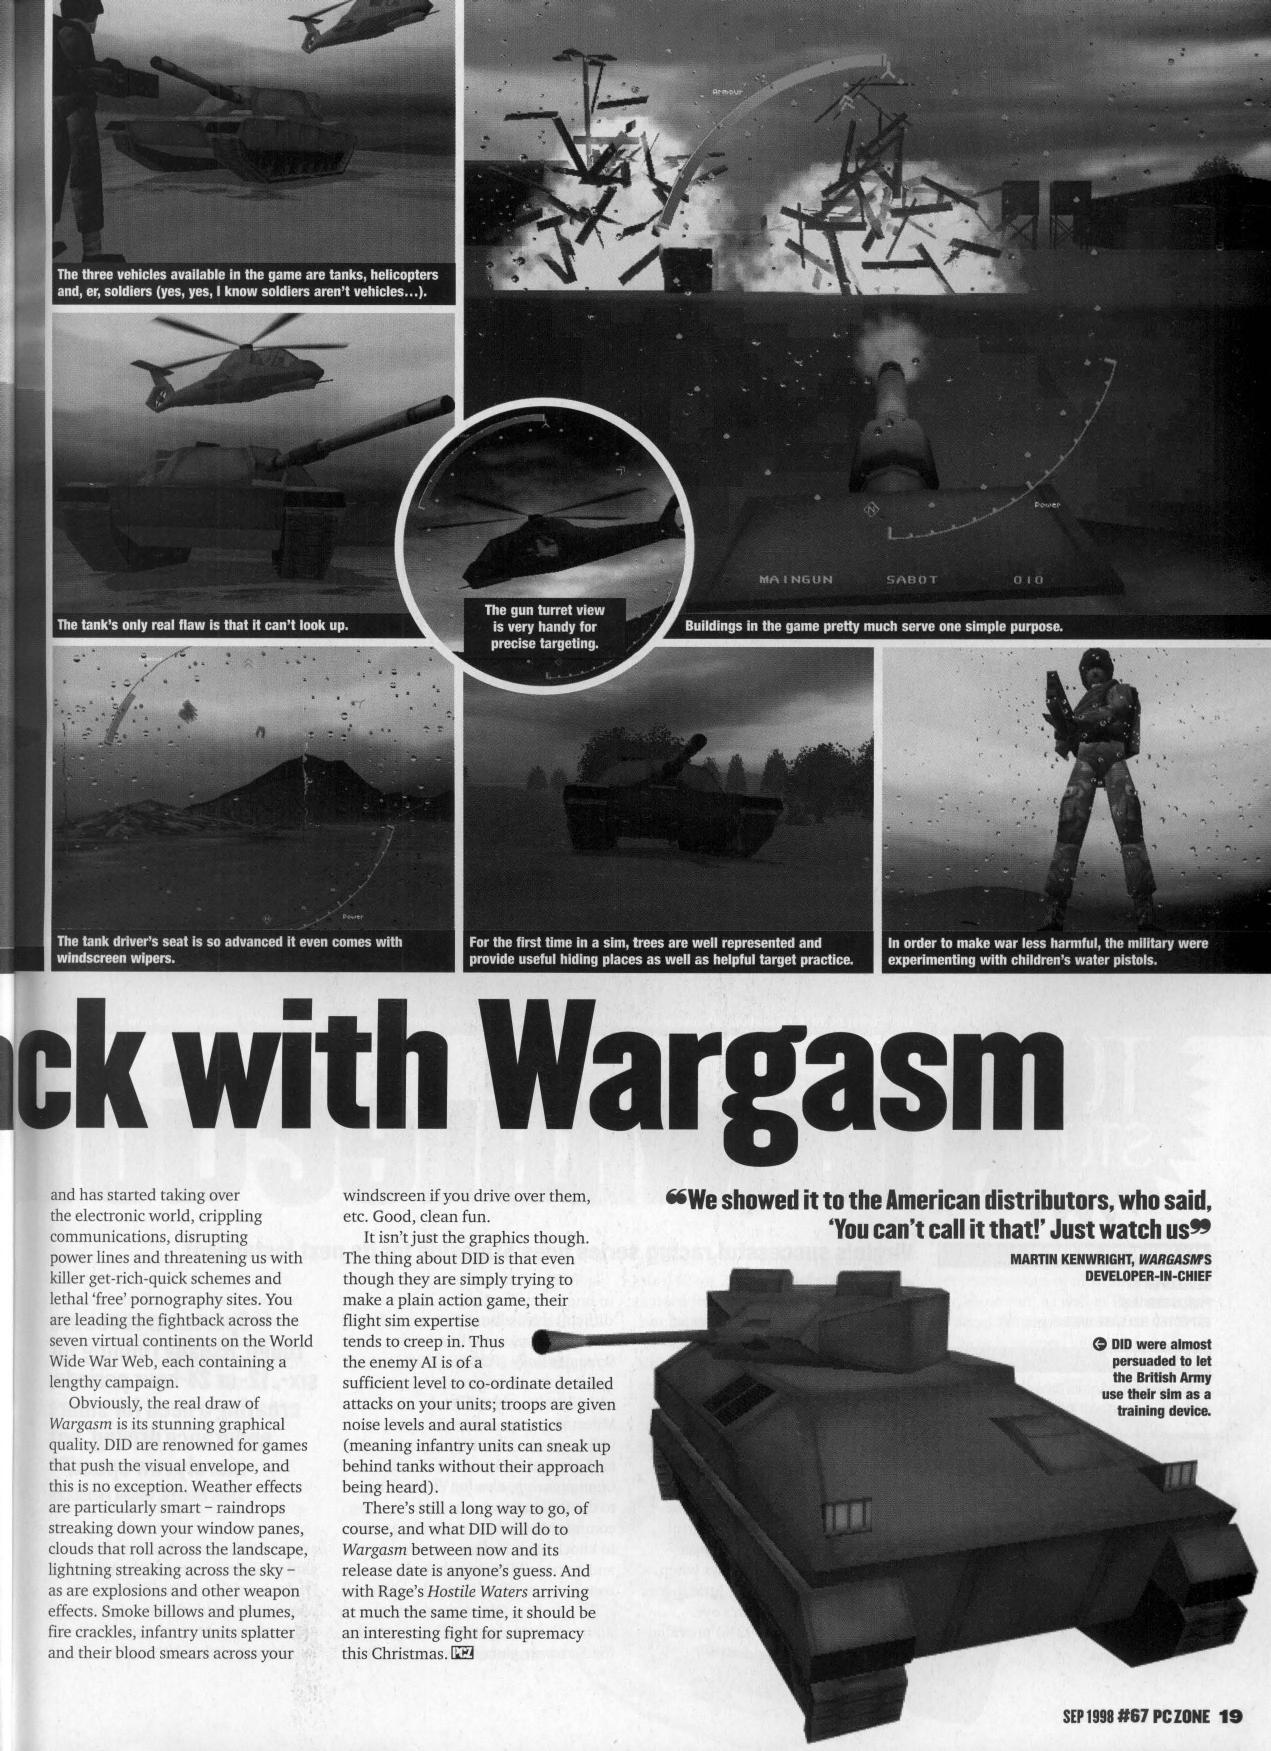 The three vehicles available in the game are tanks, helicopters
and, er, soldiers (yes, yes, I know soldiers aren't vehicles...).
Armour
Power
MAINGUN SABOT 010
The tank's only real flaw is that it can't look up.
The gun turret view
is very handy for
precise targeting.
Buildings in the game pretty much serve one simple purpose.
Power
The tank driver's seat is so advanced it even comes with
windscreen wipers.
For the first time in a sim, trees are well represented and
provide useful hiding places as well as helpful target practice.
In order to make war less harmful, the military were
experimenting with children's water pistols.
ck with Wargasm
and has started taking over
the electronic world, crippling
communications, disrupting
power lines and threatening us with
killer get-rich-quick schemes and
lethal 'free' pornography sites. You
are leading the fightback across the
seven virtual continents on the World
Wide War Web, each containing a
lengthy campaign.
Obviously, the real draw of
Wargasm is its stunning graphical
quality. DID are renowned for games
that push the visual envelope, and
this is no exception. Weather effects
are particularly smart – raindrops
streaking down your window panes,
clouds that roll across the landscape,
lightning streaking across the sky –
as are explosions and other weapon
effects. Smoke billows and plumes,
fire crackles, infantry units splatter
and their blood smears across your
windscreen if you drive over them,
etc. Good, clean fun.
It isn't just the graphics though.
The thing about DID is that even
though they are simply trying to
make a plain action game, their
flight sim expertise
tends to creep in. Thus
the enemy AI is of a
sufficient level to co-ordinate detailed
attacks on your units; troops are given
noise levels and aural statistics
(meaning infantry units can sneak up
behind tanks without their approach
being heard).
There's still a long way to go, of
course, and what DID will do to
Wargasm between now and its
release date is anyone's guess. And
with Rage's Hostile Waters arriving
at much the same time, it should be
an interesting fight for supremacy
this Christmas. PCZ
“We showed it to the American distributors, who said,
'You can't call it that!' Just watch us”
MARTIN KENWRIGHT, WARGASM'S
DEVELOPER-IN-CHIEF
DID were almost
persuaded to let
the British Army
use their sim as a
training device.
SEP 1998 #67 PC ZONE 19